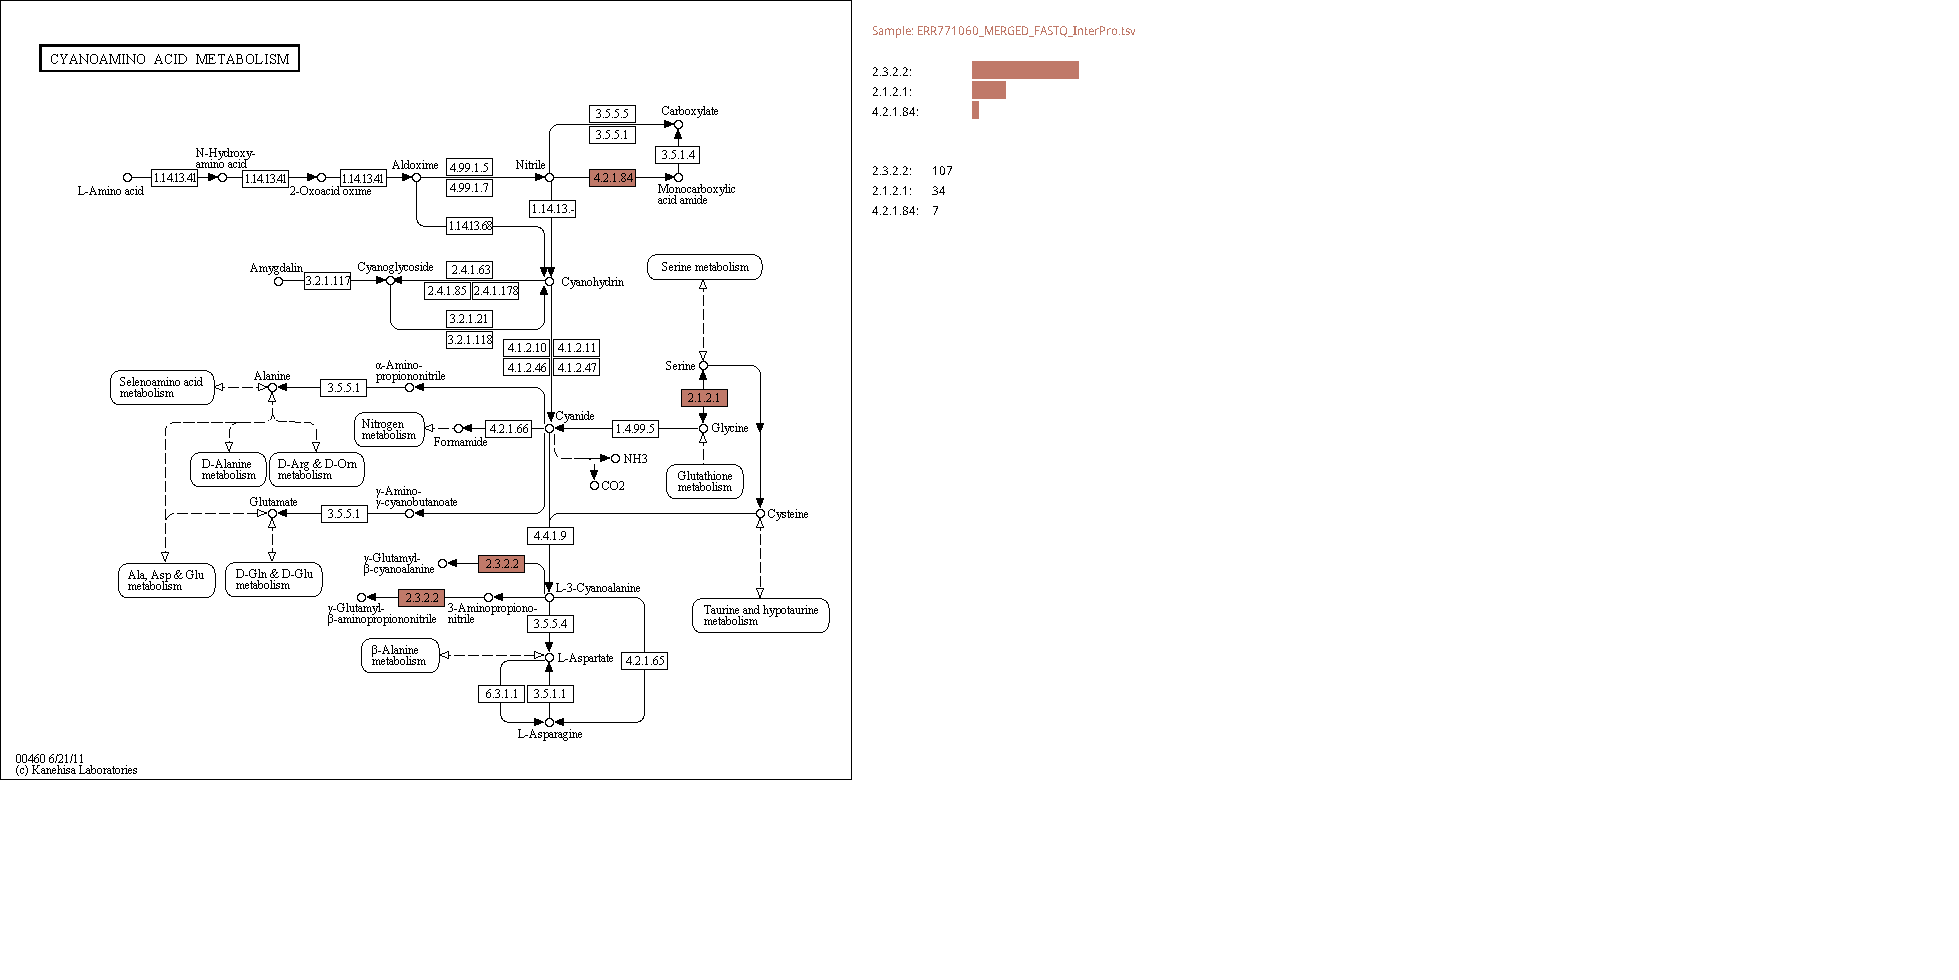 CYANOAMINO ACID METABOLISM
Sample: ERR771060_MERGED_FASTQ_InterPro.tsv
2.3.2.2:
2.1.2.1:
4.2.1.84:
2.3.2.2: 107
2.1.2.1: 34
4.2.1.84: 7
3.5.5.5
Carboxylate
3.5.5.1
3.5.1.4
N-Hydroxy-
amino acid
Aldoxime
4.99.1.5
Nitrile
1.14.13.41
1.14.13.41
1.14.13.41
4.2.1.84
L-Amino acid
2-Oxoacid oxime
4.99.1.7
Monocarboxylic
acid amide
1.14.13.-
1.14.13.68
Amygdalin
Cyanoglycoside
2.4.1.63
Serine metabolism
3.2.1.117
Cyanohydrin
2.4.1.85
2.4.1.178
3.2.1.21
3.2.1.118
4.1.2.10
4.1.2.11
4.1.2.46
4.1.2.47
Serine
α-Amino-
propiononitrile
Alanine
Selenoamino acid
metabolism
3.5.5.1
2.1.2.1
Cyanide
Nitrogen
metabolism
4.2.1.66
1.4.99.5
Glycine
Formamide
NH3
D-Alanine
metabolism
D-Arg & D-Orn
metabolism
Glutathione
metabolism
CO2
γ-Amino-
γ-cyanobutanoate
Glutamate
3.5.5.1
Cysteine
4.4.1.9
γ-Glutamyl-
β-cyanoalanine
2.3.2.2
Ala, Asp & Glu
metabolism
D-Gln & D-Glu
metabolism
L-3-Cyanoalanine
2.3.2.2
γ-Glutamyl-
β-aminopropiononitrile
3-Aminopropiono-
nitrile
Taurine and hypotaurine
metabolism
3.5.5.4
β-Alanine
metabolism
L-Aspartate
4.2.1.65
6.3.1.1
3.5.1.1
L-Asparagine
00460 6/21/11
(c) Kanehisa Laboratories